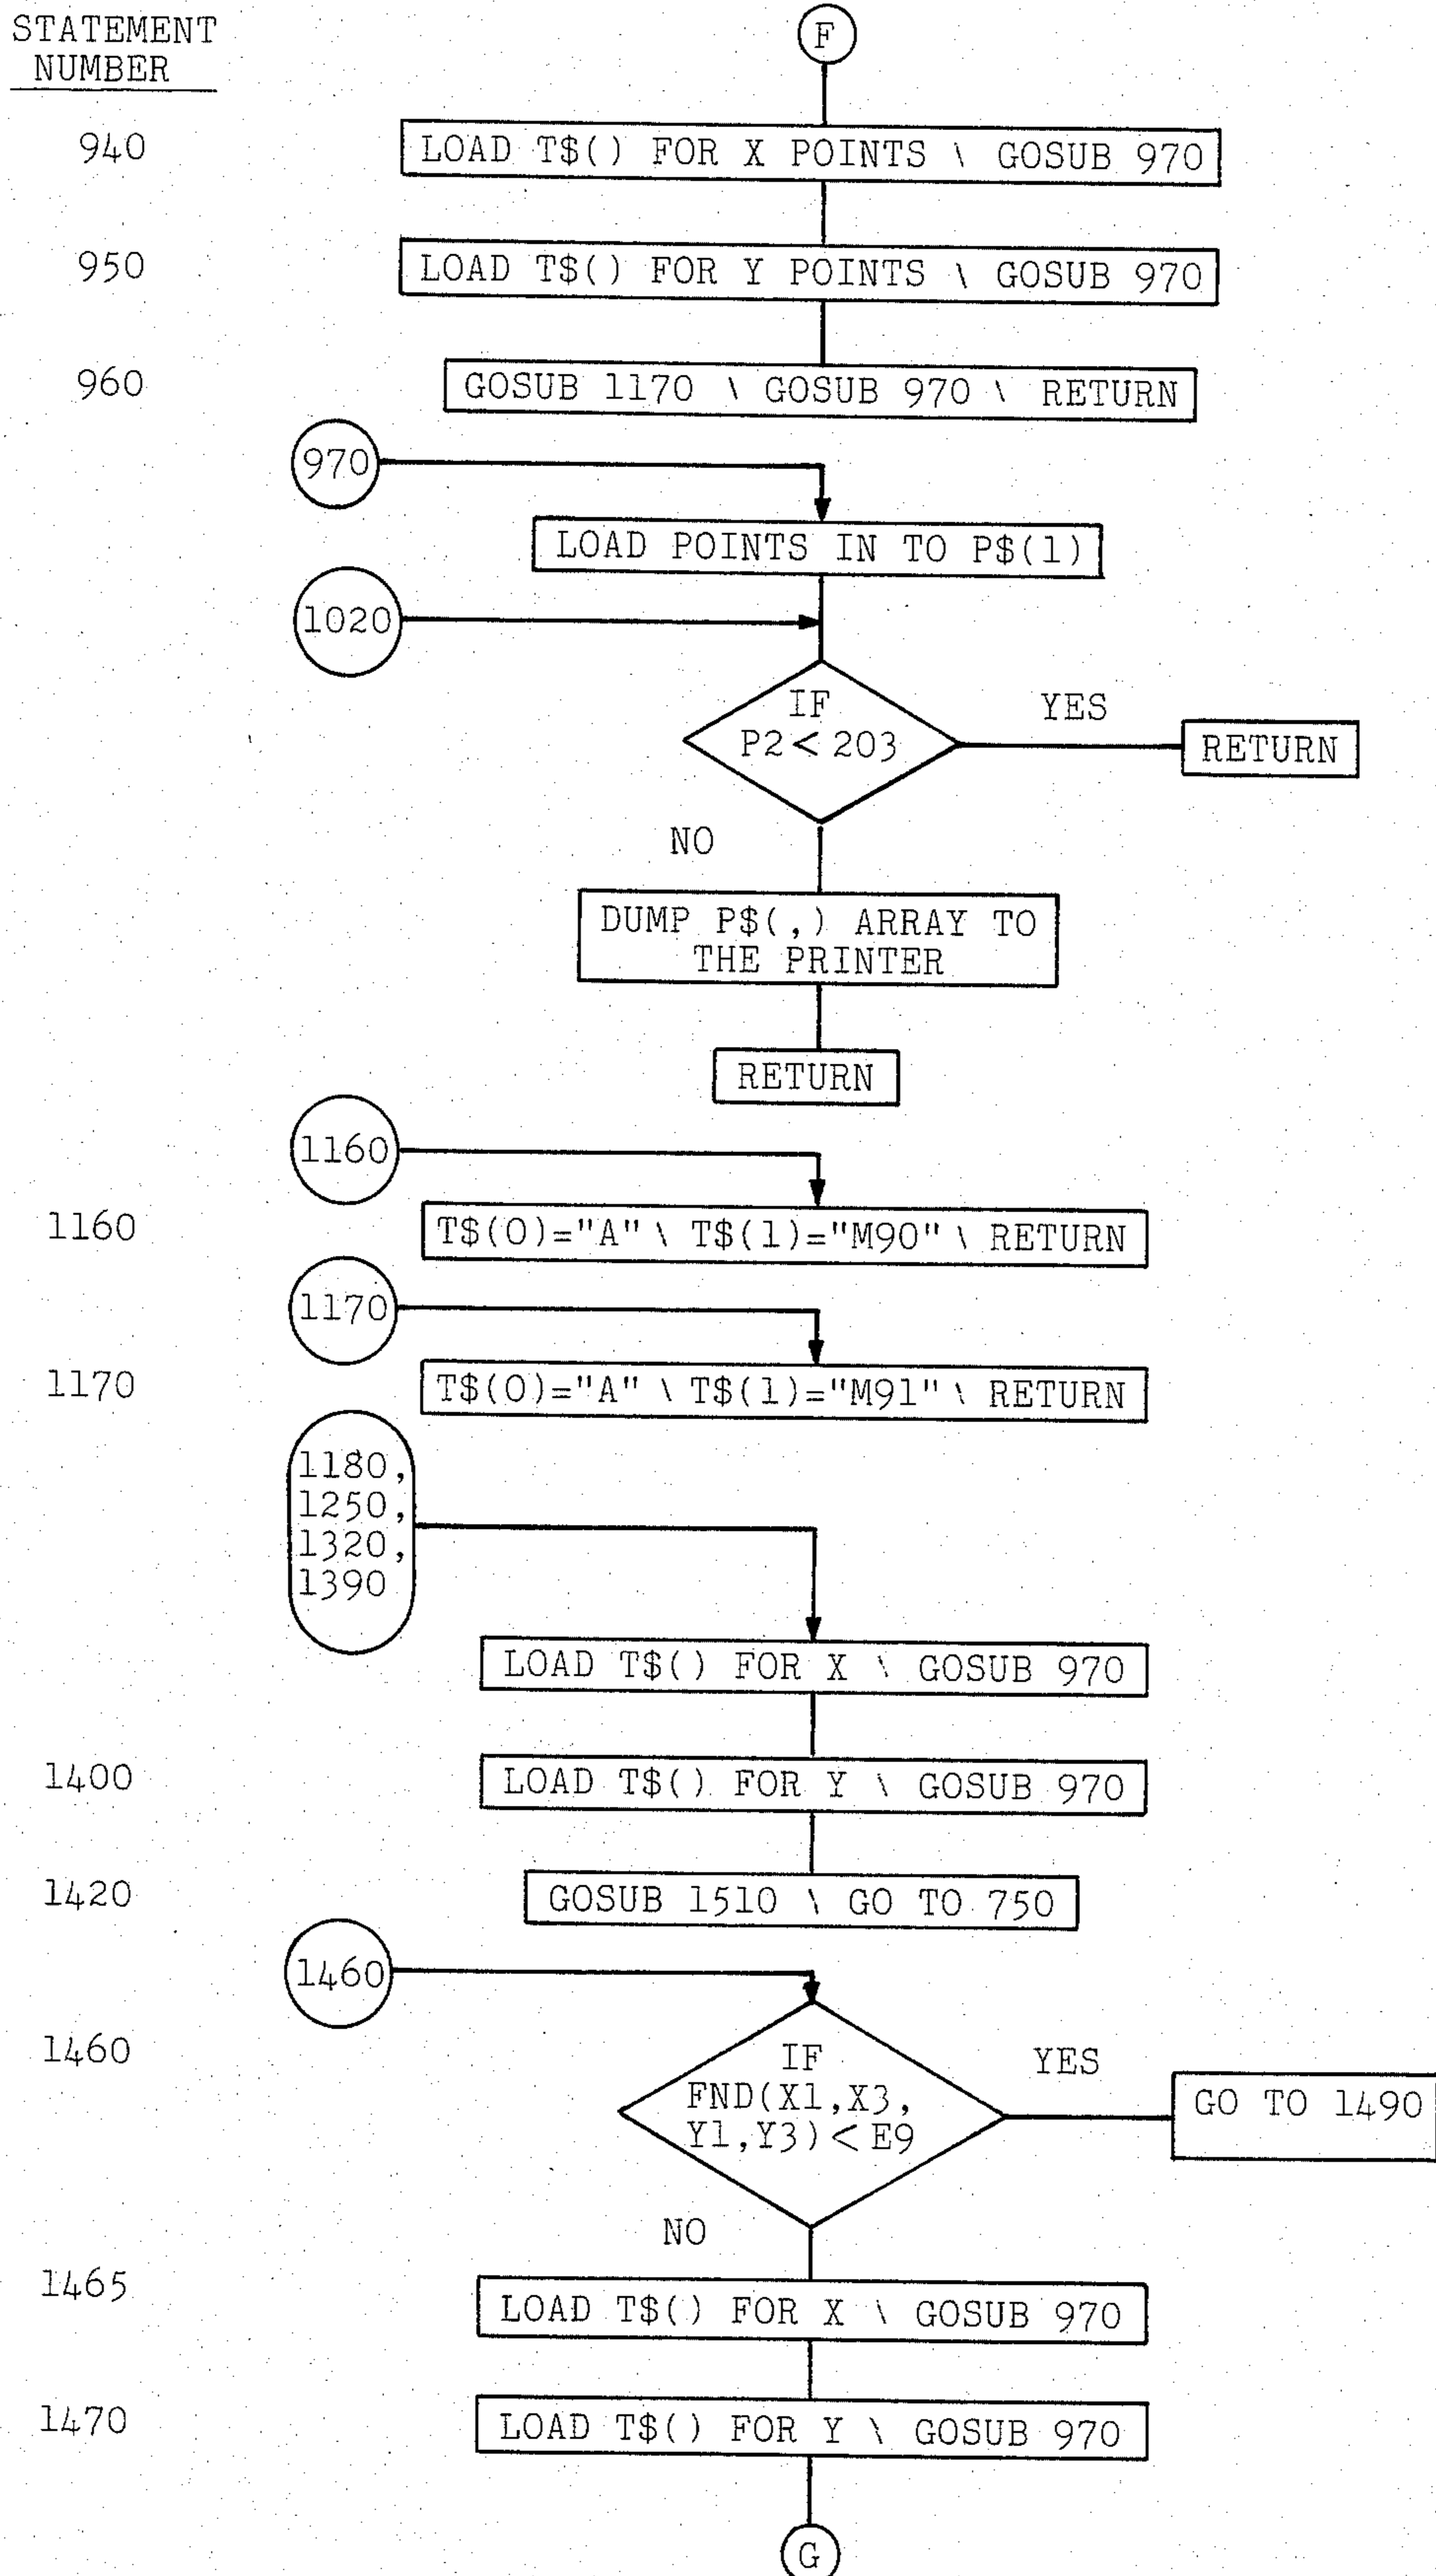 STATEMENT
NUMBER
F
940
LOAD T$() FOR X POINTS \ GOSUB 970
950
LOAD T$() FOR Y POINTS \ GOSUB 970
960
GOSUB 1170 \ GOSUB 970 \ RETURN
970
LOAD POINTS IN TO P$(1)
1020
IF
P2 < 203
YES
RETURN
NO
DUMP P$(,) ARRAY TO
THE PRINTER
RETURN
1160
1160
T$(0)="A" \ T$(1)="M90" \ RETURN
1170
1170
T$(0)="A" \ T$(1)="M91" \ RETURN
1180,
1250,
1320,
1390
LOAD T$() FOR X \ GOSUB 970
1400
LOAD T$() FOR Y \ GOSUB 970
1420
GOSUB 1510 \ GO TO 750
1460
1460
IF
FND(X1,X3,
Y1,Y3) < E9
YES
GO TO 1490
NO
1465
LOAD T$() FOR X \ GOSUB 970
1470
LOAD T$() FOR Y \ GOSUB 970
G